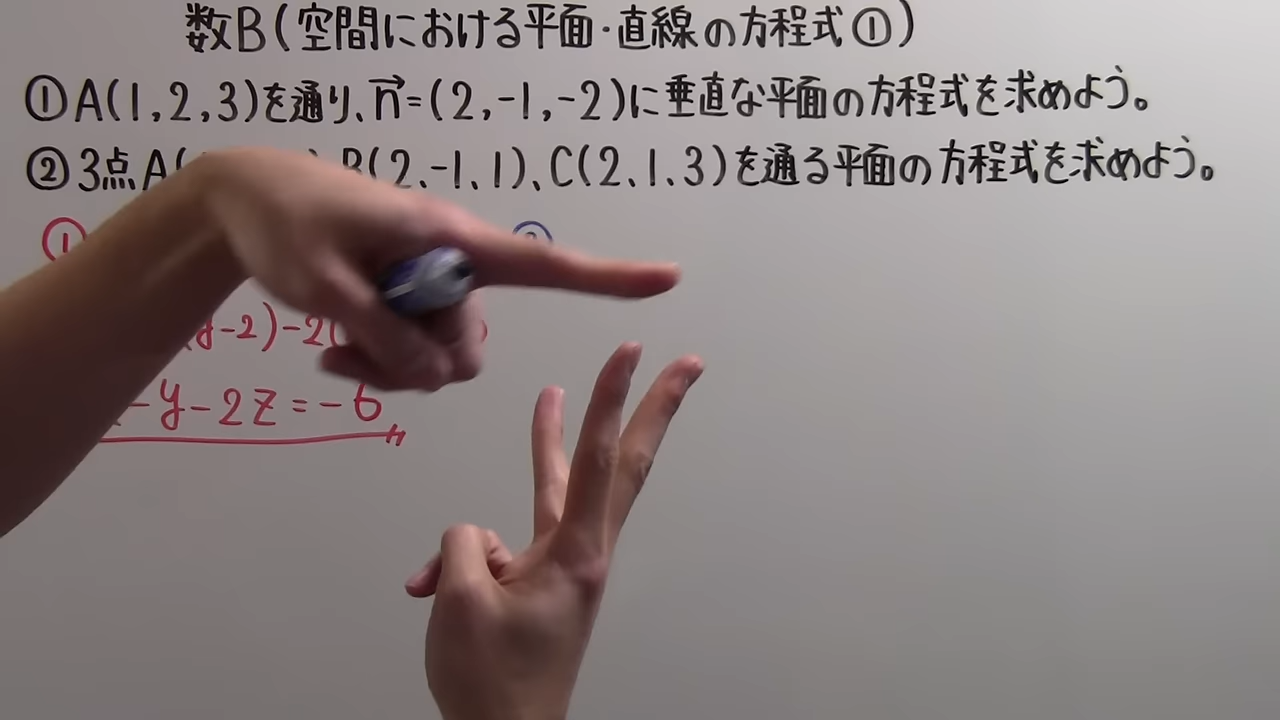 数B(空間における平面・直線の方程式①)
①A(1,2,3)を通り、n→=(2,-1,-2)に垂直な平面の方程式を求めよう。
②3点A( B(2,-1,1)、C(2,1,3)を通る平面の方程式を求めよう。
① ②
y-2)-2(
-y-2z=-6